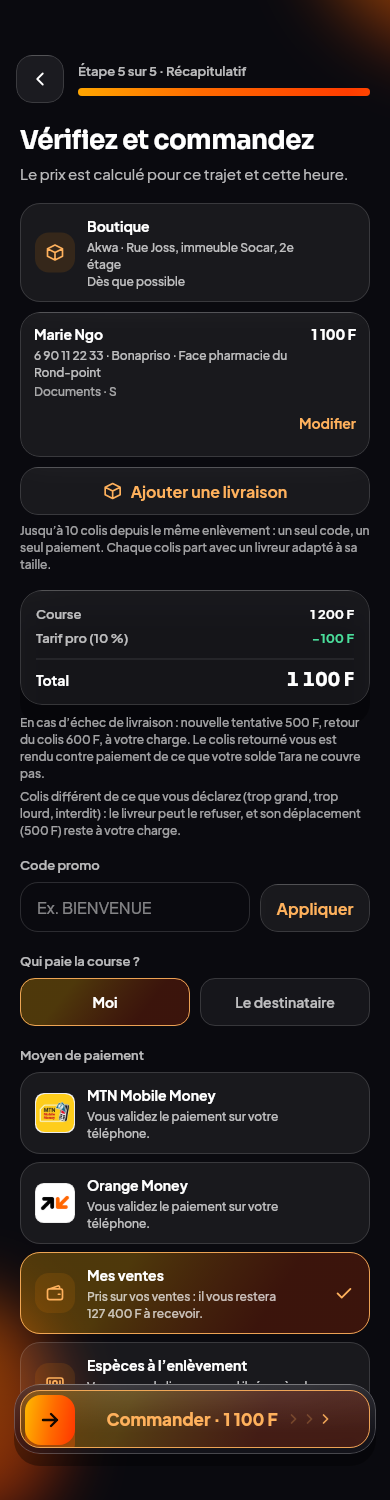 Étape 5 sur 5 · Récapitulatif
Vérifiez et commandez
Le prix est calculé pour ce trajet et cette heure.
Boutique
Akwa · Rue Joss, immeuble Socar, 2e
étage
Dès que possible
Marie Ngo 1 100 F
6 90 11 22 33 · Bonapriso · Face pharmacie du
Rond-point
Documents · S
Modifier
Ajouter une livraison
Jusqu'à 10 colis depuis le même enlèvement : un seul code, un
seul paiement. Chaque colis part avec un livreur adapté à sa
taille.
Course 1 200 F
Tarif pro (10 %) −100 F
Total 1 100 F
En cas d'échec de livraison : nouvelle tentative 500 F, retour
du colis 600 F, à votre charge. Le colis retourné vous est
rendu contre paiement de ce que votre solde Tara ne couvre
pas.
Colis différent de ce que vous déclarez (trop grand, trop
lourd, interdit) : le livreur peut le refuser, et son déplacement
(500 F) reste à votre charge.
Code promo
Ex. BIENVENUE Appliquer
Qui paie la course ?
Moi Le destinataire
Moyen de paiement
MTN Mobile Money
Vous validez le paiement sur votre
téléphone.
Orange Money
Vous validez le paiement sur votre
téléphone.
Mes ventes
Pris sur vos ventes : il vous restera
127 400 F à recevoir.
Espèces à l'enlèvement
Commander · 1 100 F